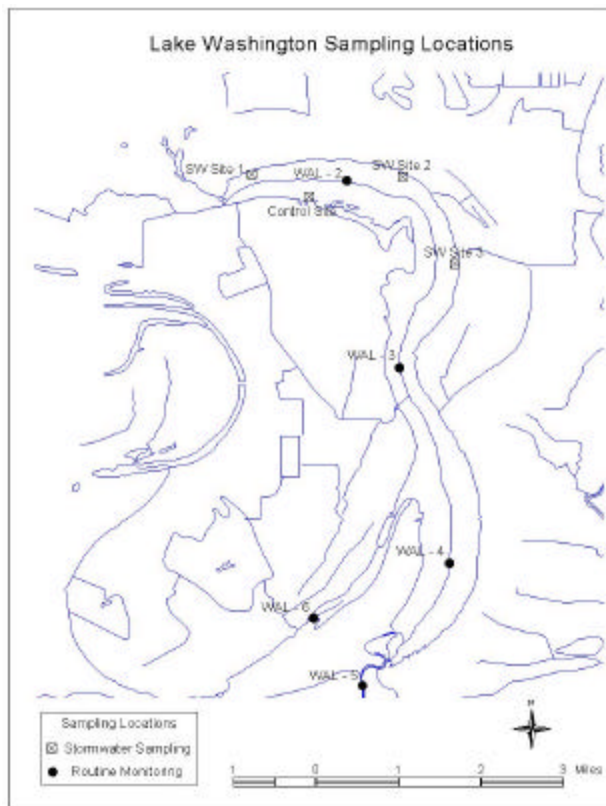 Lake Washington Sampling Locations
SW Site 1
WAL - 2
SW Site 2
Control Site
SW Site 3
WAL - 3
WAL - 4
WAL - 6
WAL - 5
Sampling Locations
Stormwater Sampling
Routine Monitoring
N
1 0 1 2 3 Miles